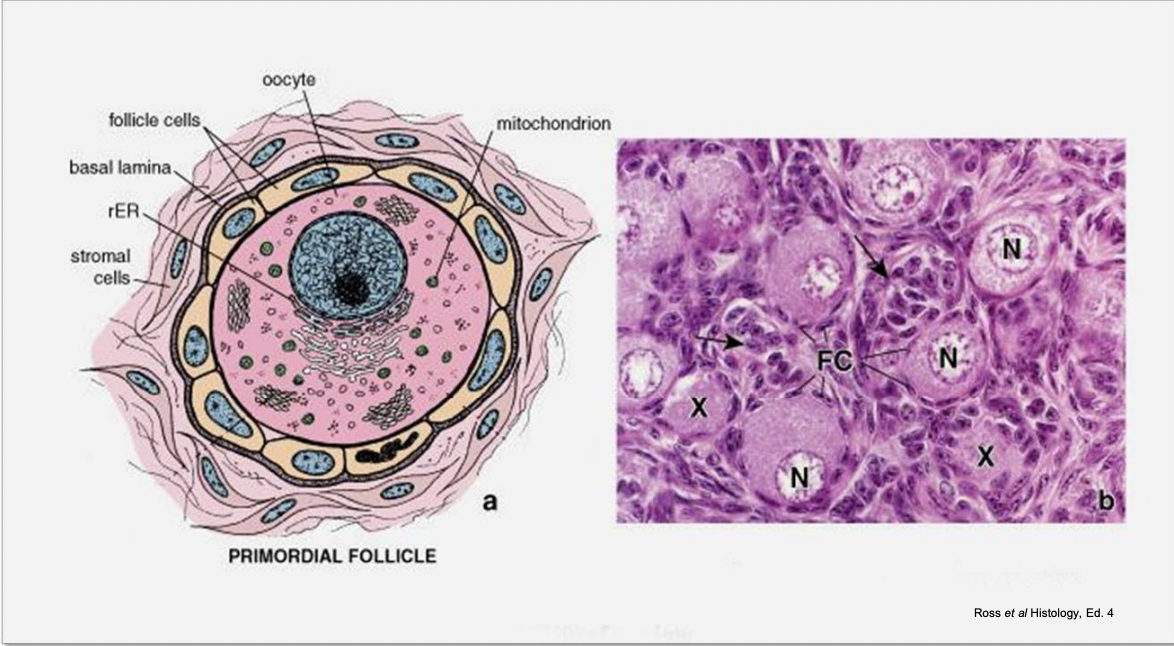 oocyte
follicle cells
mitochondrion
basal lamina
rER
stromal
cells
a
PRIMORDIAL FOLLICLE
N
FC
N
X
X
N
b
Ross et al Histology, Ed. 4